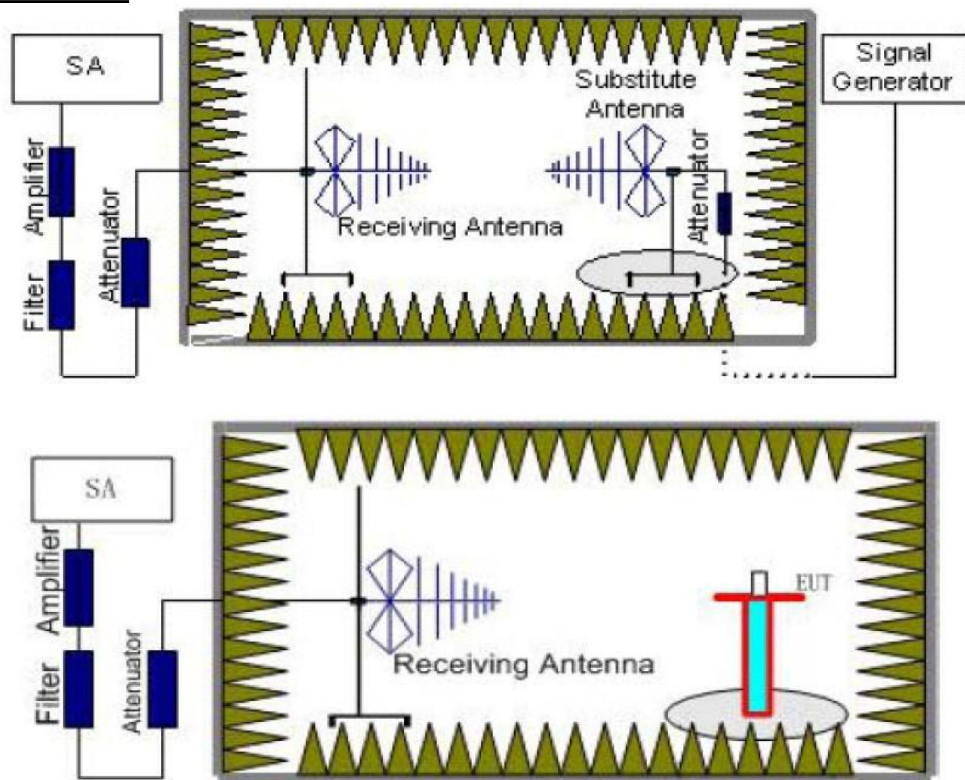 SA
Signal
Generator
Substitute
Antenna
Amplifier
Filter
Attenuator
Receiving Antenna
Attenuator
SA
Amplifier
Filter
Attenuator
Receiving Antenna
EUT